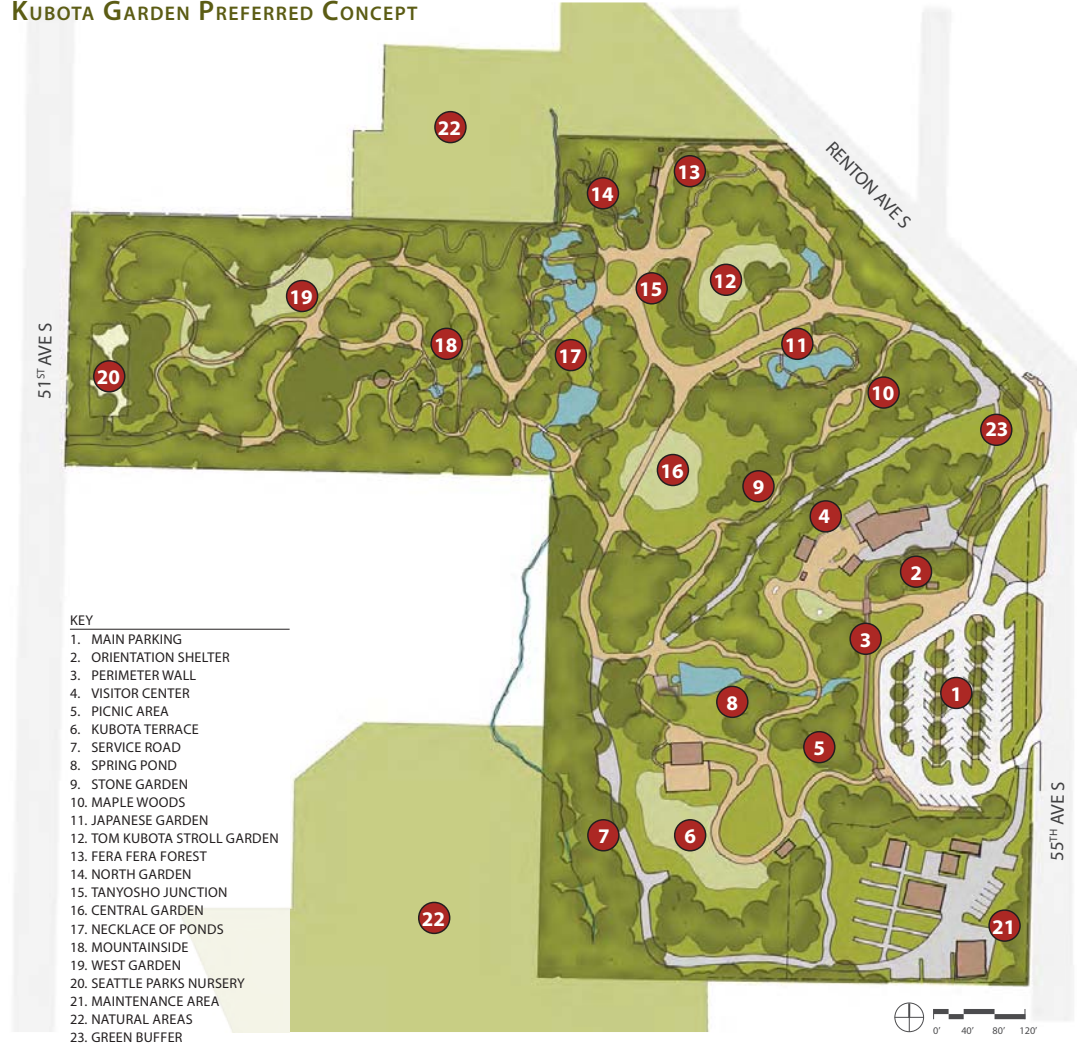 KUBOTA GARDEN PREFERRED CONCEPT
22
RENTON AVE S
13
14
12
15
19
11
18
17
51ST AVE S
20
10
23
16
9
4
2
3
1
8
5
6
7
55TH AVE S
22
21
KEY
1. MAIN PARKING
2. ORIENTATION SHELTER
3. PERIMETER WALL
4. VISITOR CENTER
5. PICNIC AREA
6. KUBOTA TERRACE
7. SERVICE ROAD
8. SPRING POND
9. STONE GARDEN
10. MAPLE WOODS
11. JAPANESE GARDEN
12. TOM KUBOTA STROLL GARDEN
13. FERA FERA FOREST
14. NORTH GARDEN
15. TANYOSHO JUNCTION
16. CENTRAL GARDEN
17. NECKLACE OF PONDS
18. MOUNTAINSIDE
19. WEST GARDEN
20. SEATTLE PARKS NURSERY
21. MAINTENANCE AREA
22. NATURAL AREAS
23. GREEN BUFFER
0' 40' 80' 120'